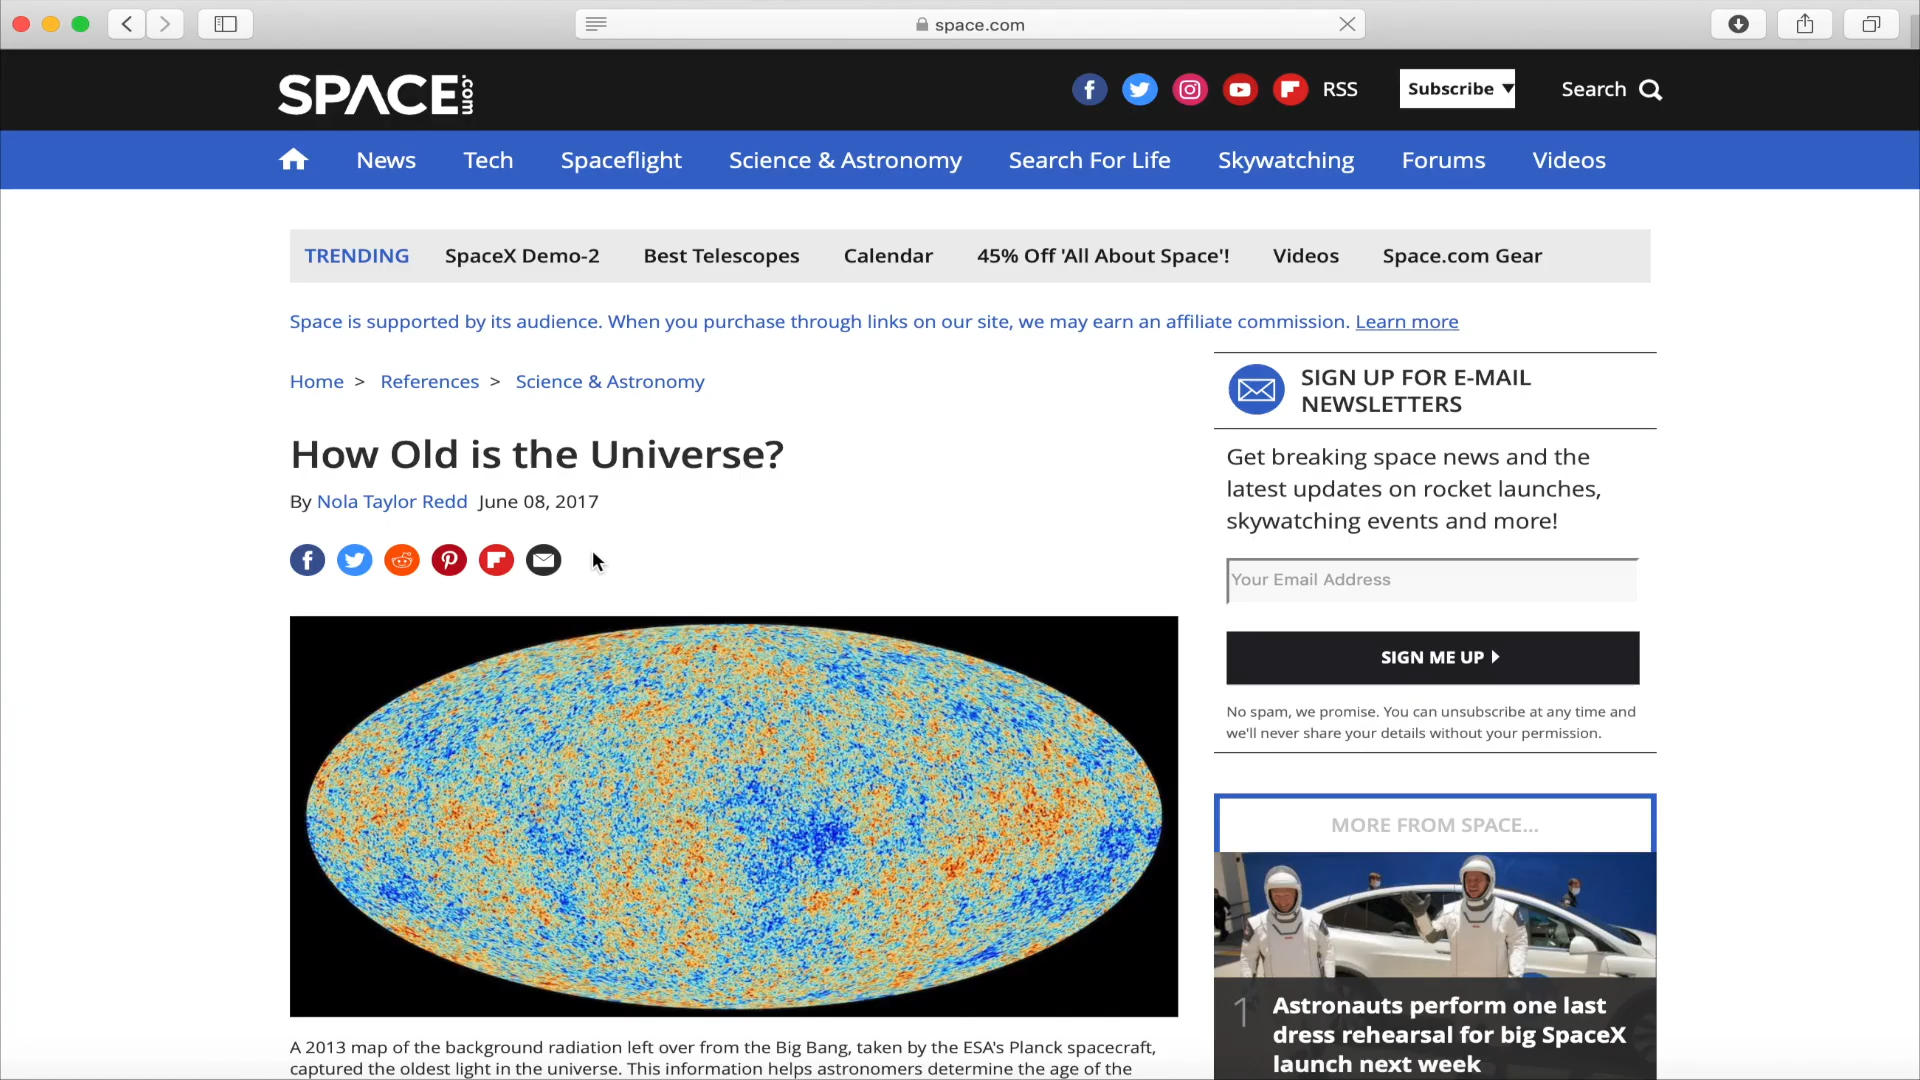 space.com
SPACE.com
RSS
Subscribe ▼
Search
News Tech Spaceflight Science & Astronomy Search For Life Skywatching Forums Videos
TRENDING SpaceX Demo-2 Best Telescopes Calendar 45% Off 'All About Space'! Videos Space.com Gear
Space is supported by its audience. When you purchase through links on our site, we may earn an affiliate commission. Learn more
Home > References > Science & Astronomy
How Old is the Universe?
By Nola Taylor Redd June 08, 2017
A 2013 map of the background radiation left over from the Big Bang, taken by the ESA's Planck spacecraft,
captured the oldest light in the universe. This information helps astronomers determine the age of the
SIGN UP FOR E-MAIL
NEWSLETTERS
Get breaking space news and the
latest updates on rocket launches,
skywatching events and more!
Your Email Address
SIGN ME UP
No spam, we promise. You can unsubscribe at any time and
we'll never share your details without your permission.
MORE FROM SPACE...
1 Astronauts perform one last
dress rehearsal for big SpaceX
launch next week